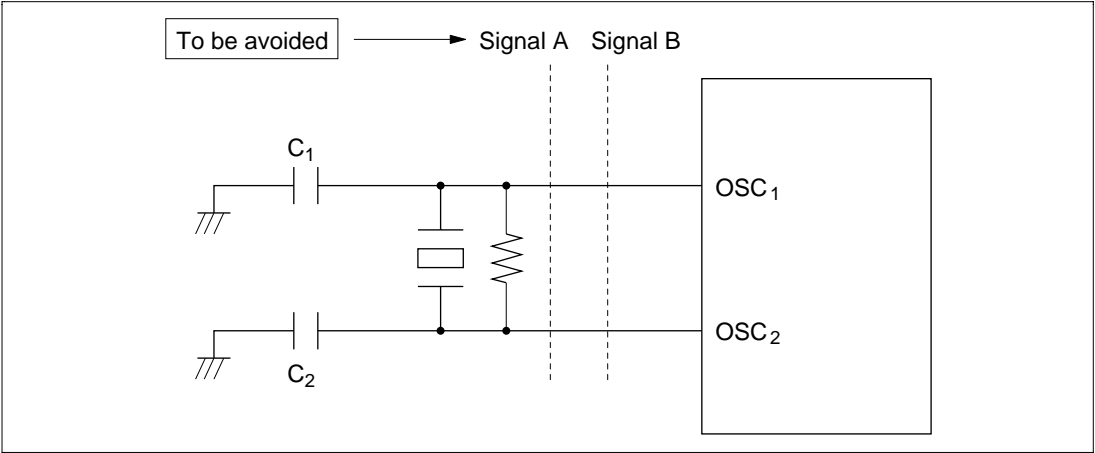 To be avoided Signal A Signal B
C1
OSC1
OSC2
C2